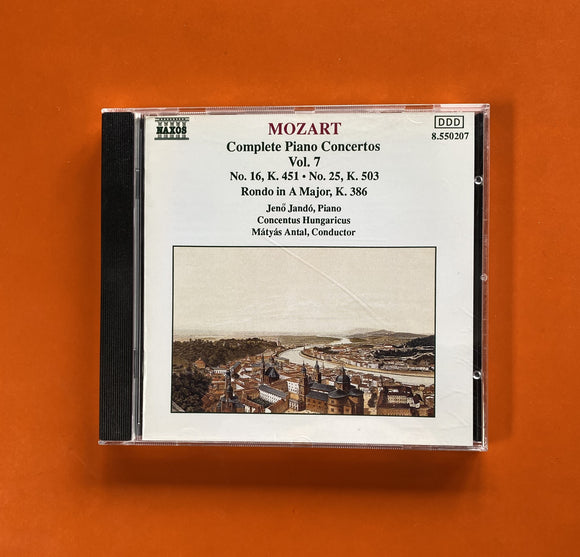 NAXOS
DDD
8.550207
MOZART
Complete Piano Concertos
Vol. 7
No. 16, K. 451 • No. 25, K. 503
Rondo in A Major, K. 386
Jenő Jandó, Piano
Concentus Hungaricus
Mátyás Antal, Conductor